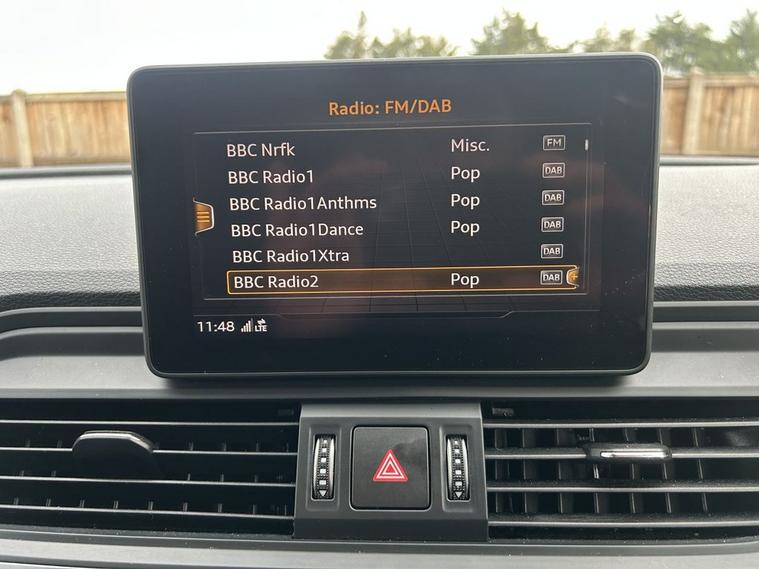 Radio: FM/DAB
BBC Nrfk Misc. FM
BBC Radio1 Pop DAB
BBC Radio1Anthms Pop DAB
BBC Radio1Dance Pop DAB
BBC Radio1Xtra DAB
BBC Radio2 Pop DAB
11:48 LTE